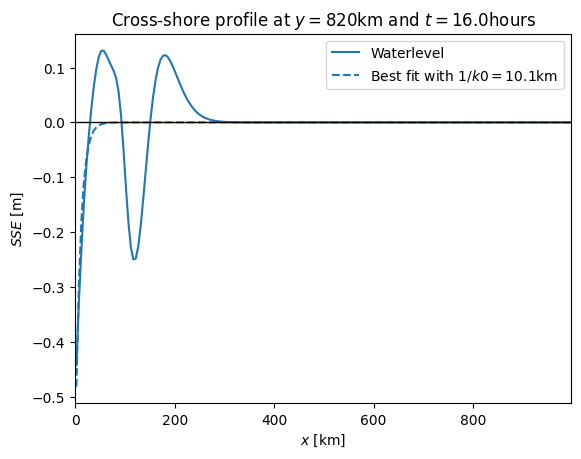 Cross-shore profile at y = 820km and t = 16.0hours
Waterlevel
Best fit with 1/k0 = 10.1km
0.1
0.0
−0.1
−0.2
−0.3
−0.4
−0.5
SSE [m]
0 200 400 600 800
x [km]